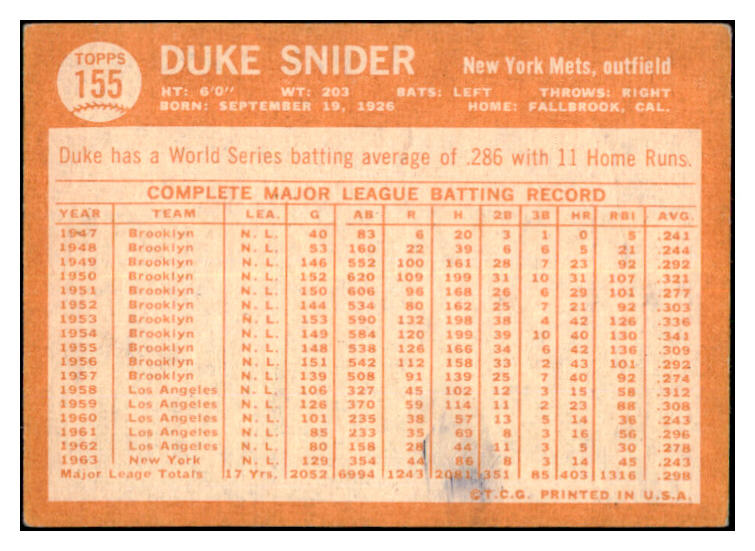 TOPPS
155
DUKE SNIDER New York Mets, outfield
HT: 6'0" WT: 203 BATS: LEFT THROWS: RIGHT
BORN: SEPTEMBER 19, 1926 HOME: FALLBROOK, CAL.
Duke has a World Series batting average of .286 with 11 Home Runs.
COMPLETE MAJOR LEAGUE BATTING RECORD
YEAR TEAM LEA. G AB R H 2B 3B HR RBI AVG.
1947 Brooklyn N. L. 40 83 6 20 3 1 0 5 .241
1948 Brooklyn N. L. 53 160 22 39 6 6 5 21 .244
1949 Brooklyn N. L. 146 552 100 161 28 7 23 92 .292
1950 Brooklyn N. L. 152 620 109 199 31 10 31 107 .321
1951 Brooklyn N. L. 150 606 96 168 26 6 29 101 .277
1952 Brooklyn N. L. 144 534 80 162 25 7 21 92 .303
1953 Brooklyn N. L. 153 590 132 198 38 4 42 126 .336
1954 Brooklyn N. L. 149 584 120 199 39 10 40 130 .341
1955 Brooklyn N. L. 148 538 126 166 34 6 42 136 .309
1956 Brooklyn N. L. 151 542 112 158 33 2 43 101 .292
1957 Brooklyn N. L. 139 508 91 139 25 7 40 92 .274
1958 Los Angeles N. L. 106 327 45 102 12 3 15 58 .312
1959 Los Angeles N. L. 126 370 59 114 11 2 23 88 .308
1960 Los Angeles N. L. 101 235 38 57 13 5 14 36 .243
1961 Los Angeles N. L. 85 233 35 69 8 3 16 56 .296
1962 Los Angeles N. L. 80 158 28 44 11 3 5 30 .278
1963 New York N. L. 129 354 44 86 8 3 14 45 .243
Major League Totals 17 Yrs. 2052 6994 1243 2081 351 85 403 1316 .298
©T.C.G. PRINTED IN U.S.A.